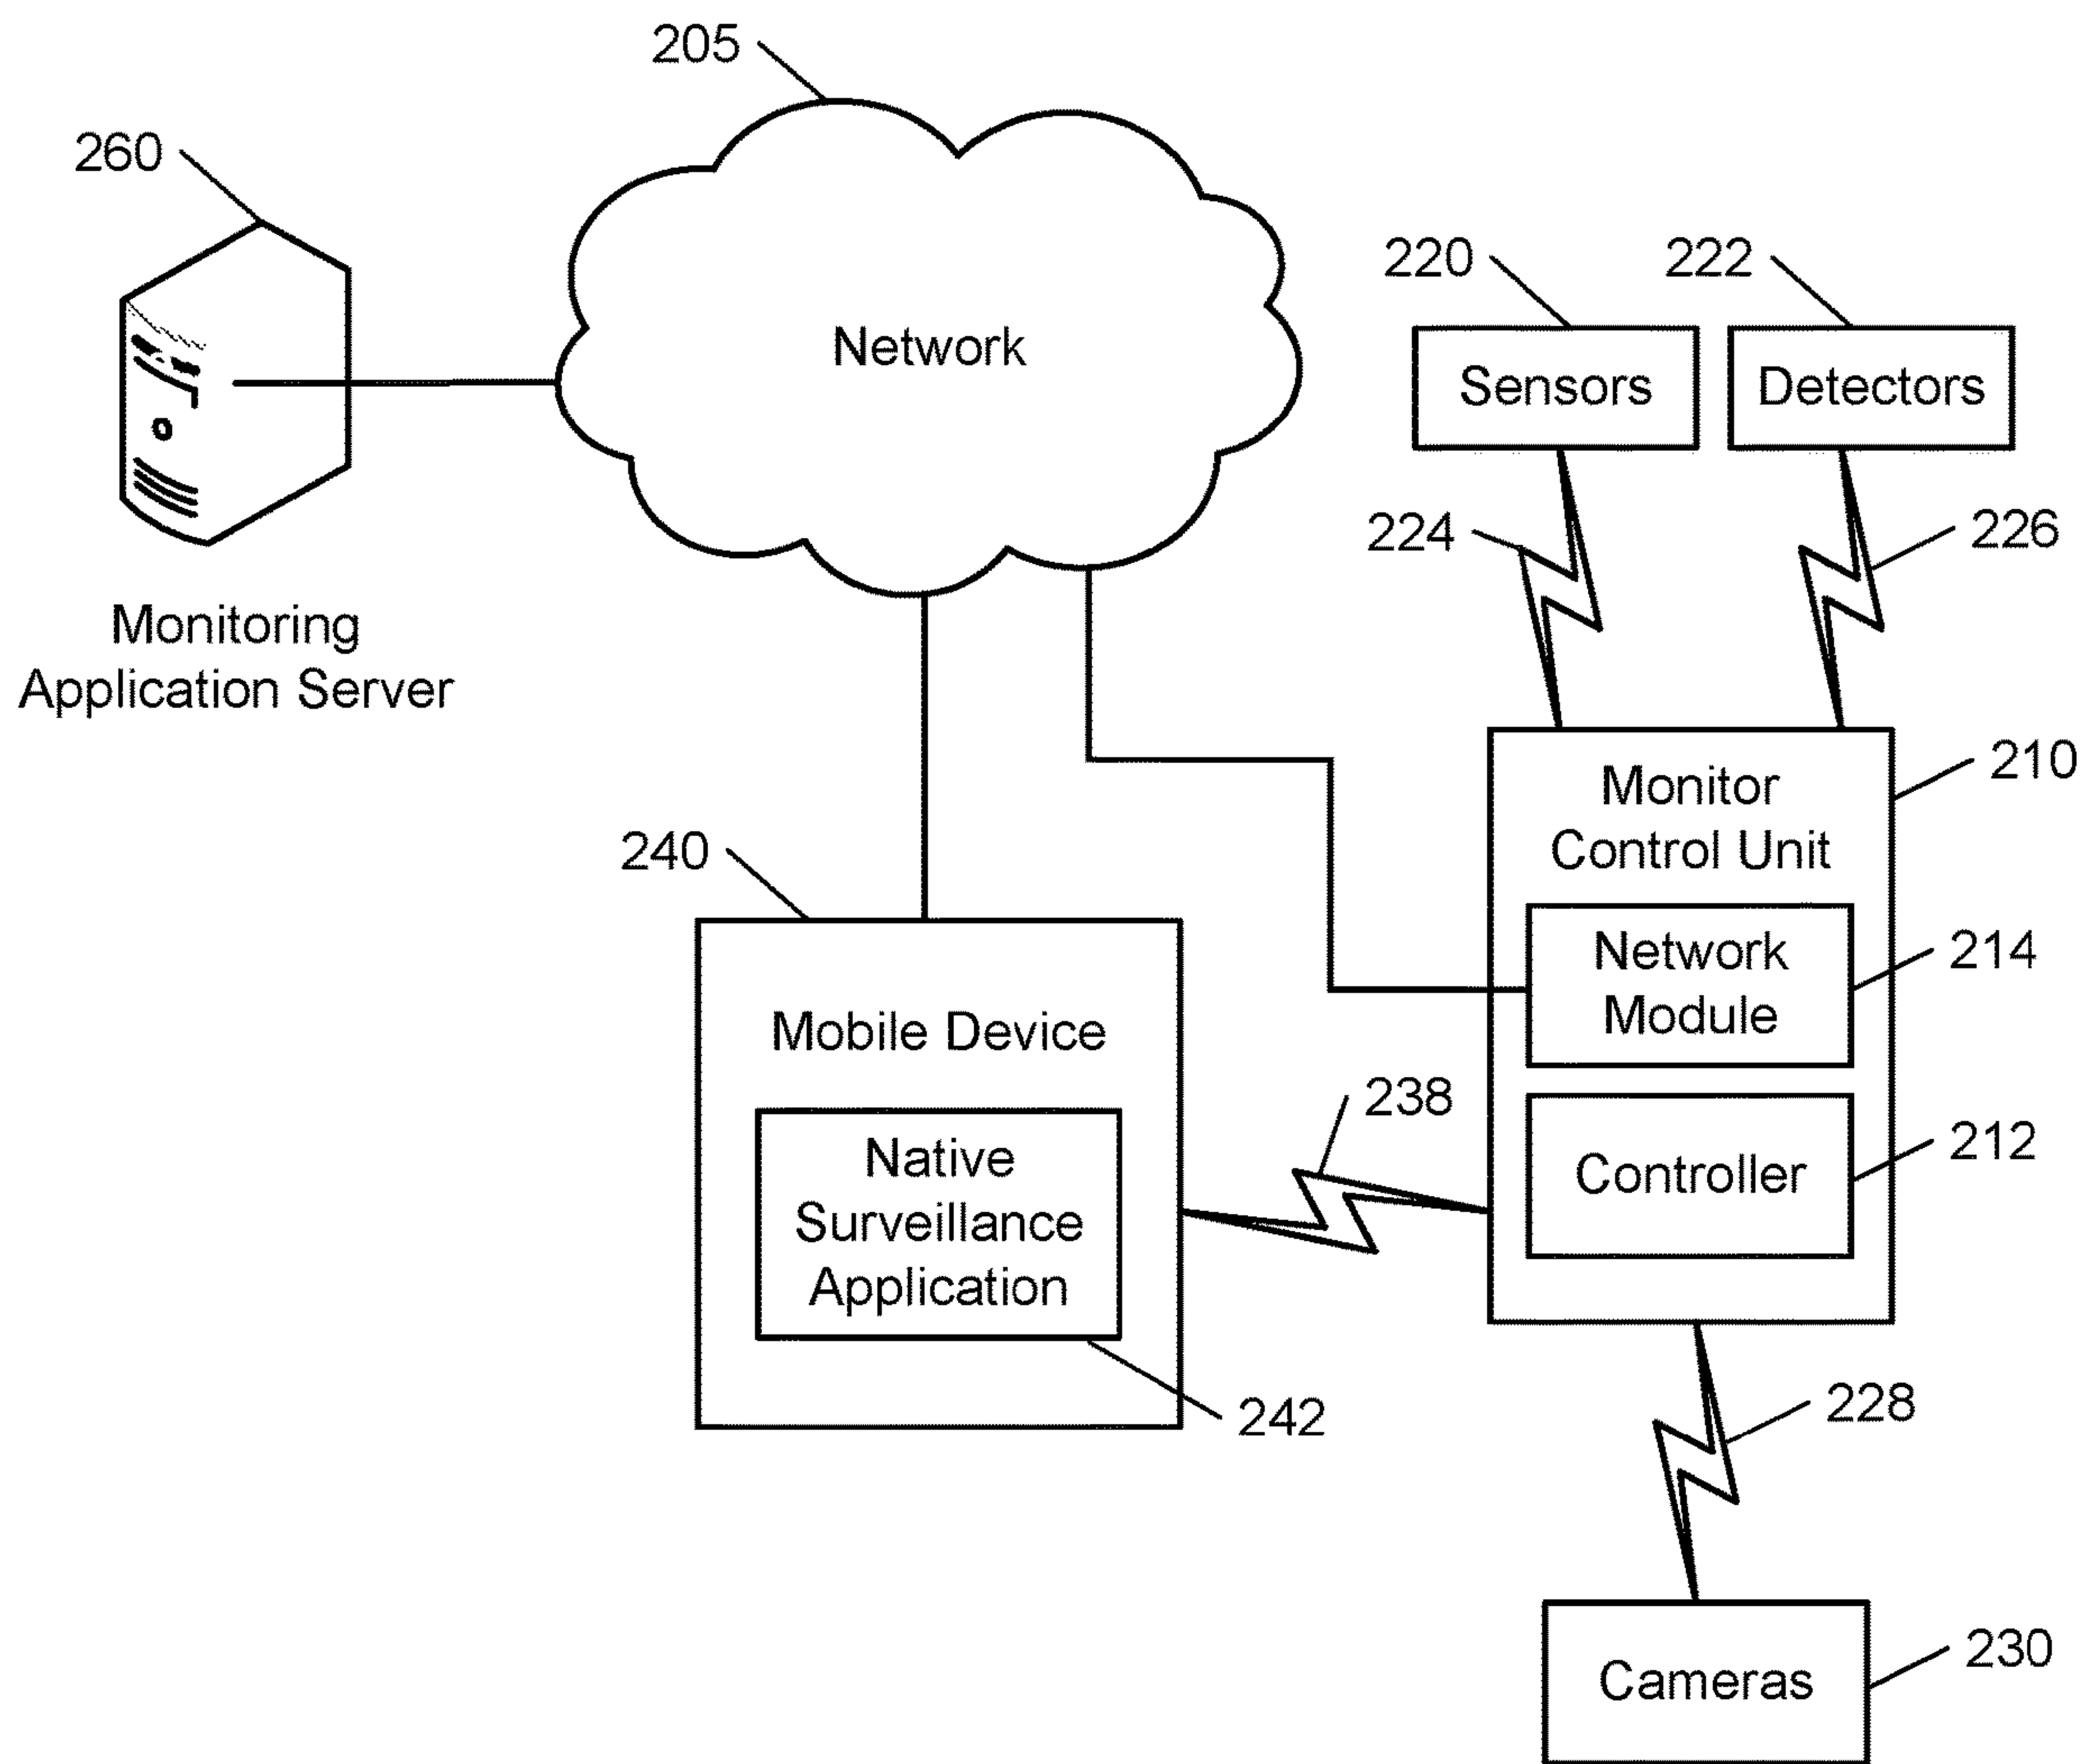 205
260
Network
220
222
Sensors
Detectors
224
226
Monitoring
Application Server
210
Monitor
Control Unit
240
Network
Module
214
Mobile Device
238
212
Controller
Native
Surveillance
Application
242
228
230
Cameras